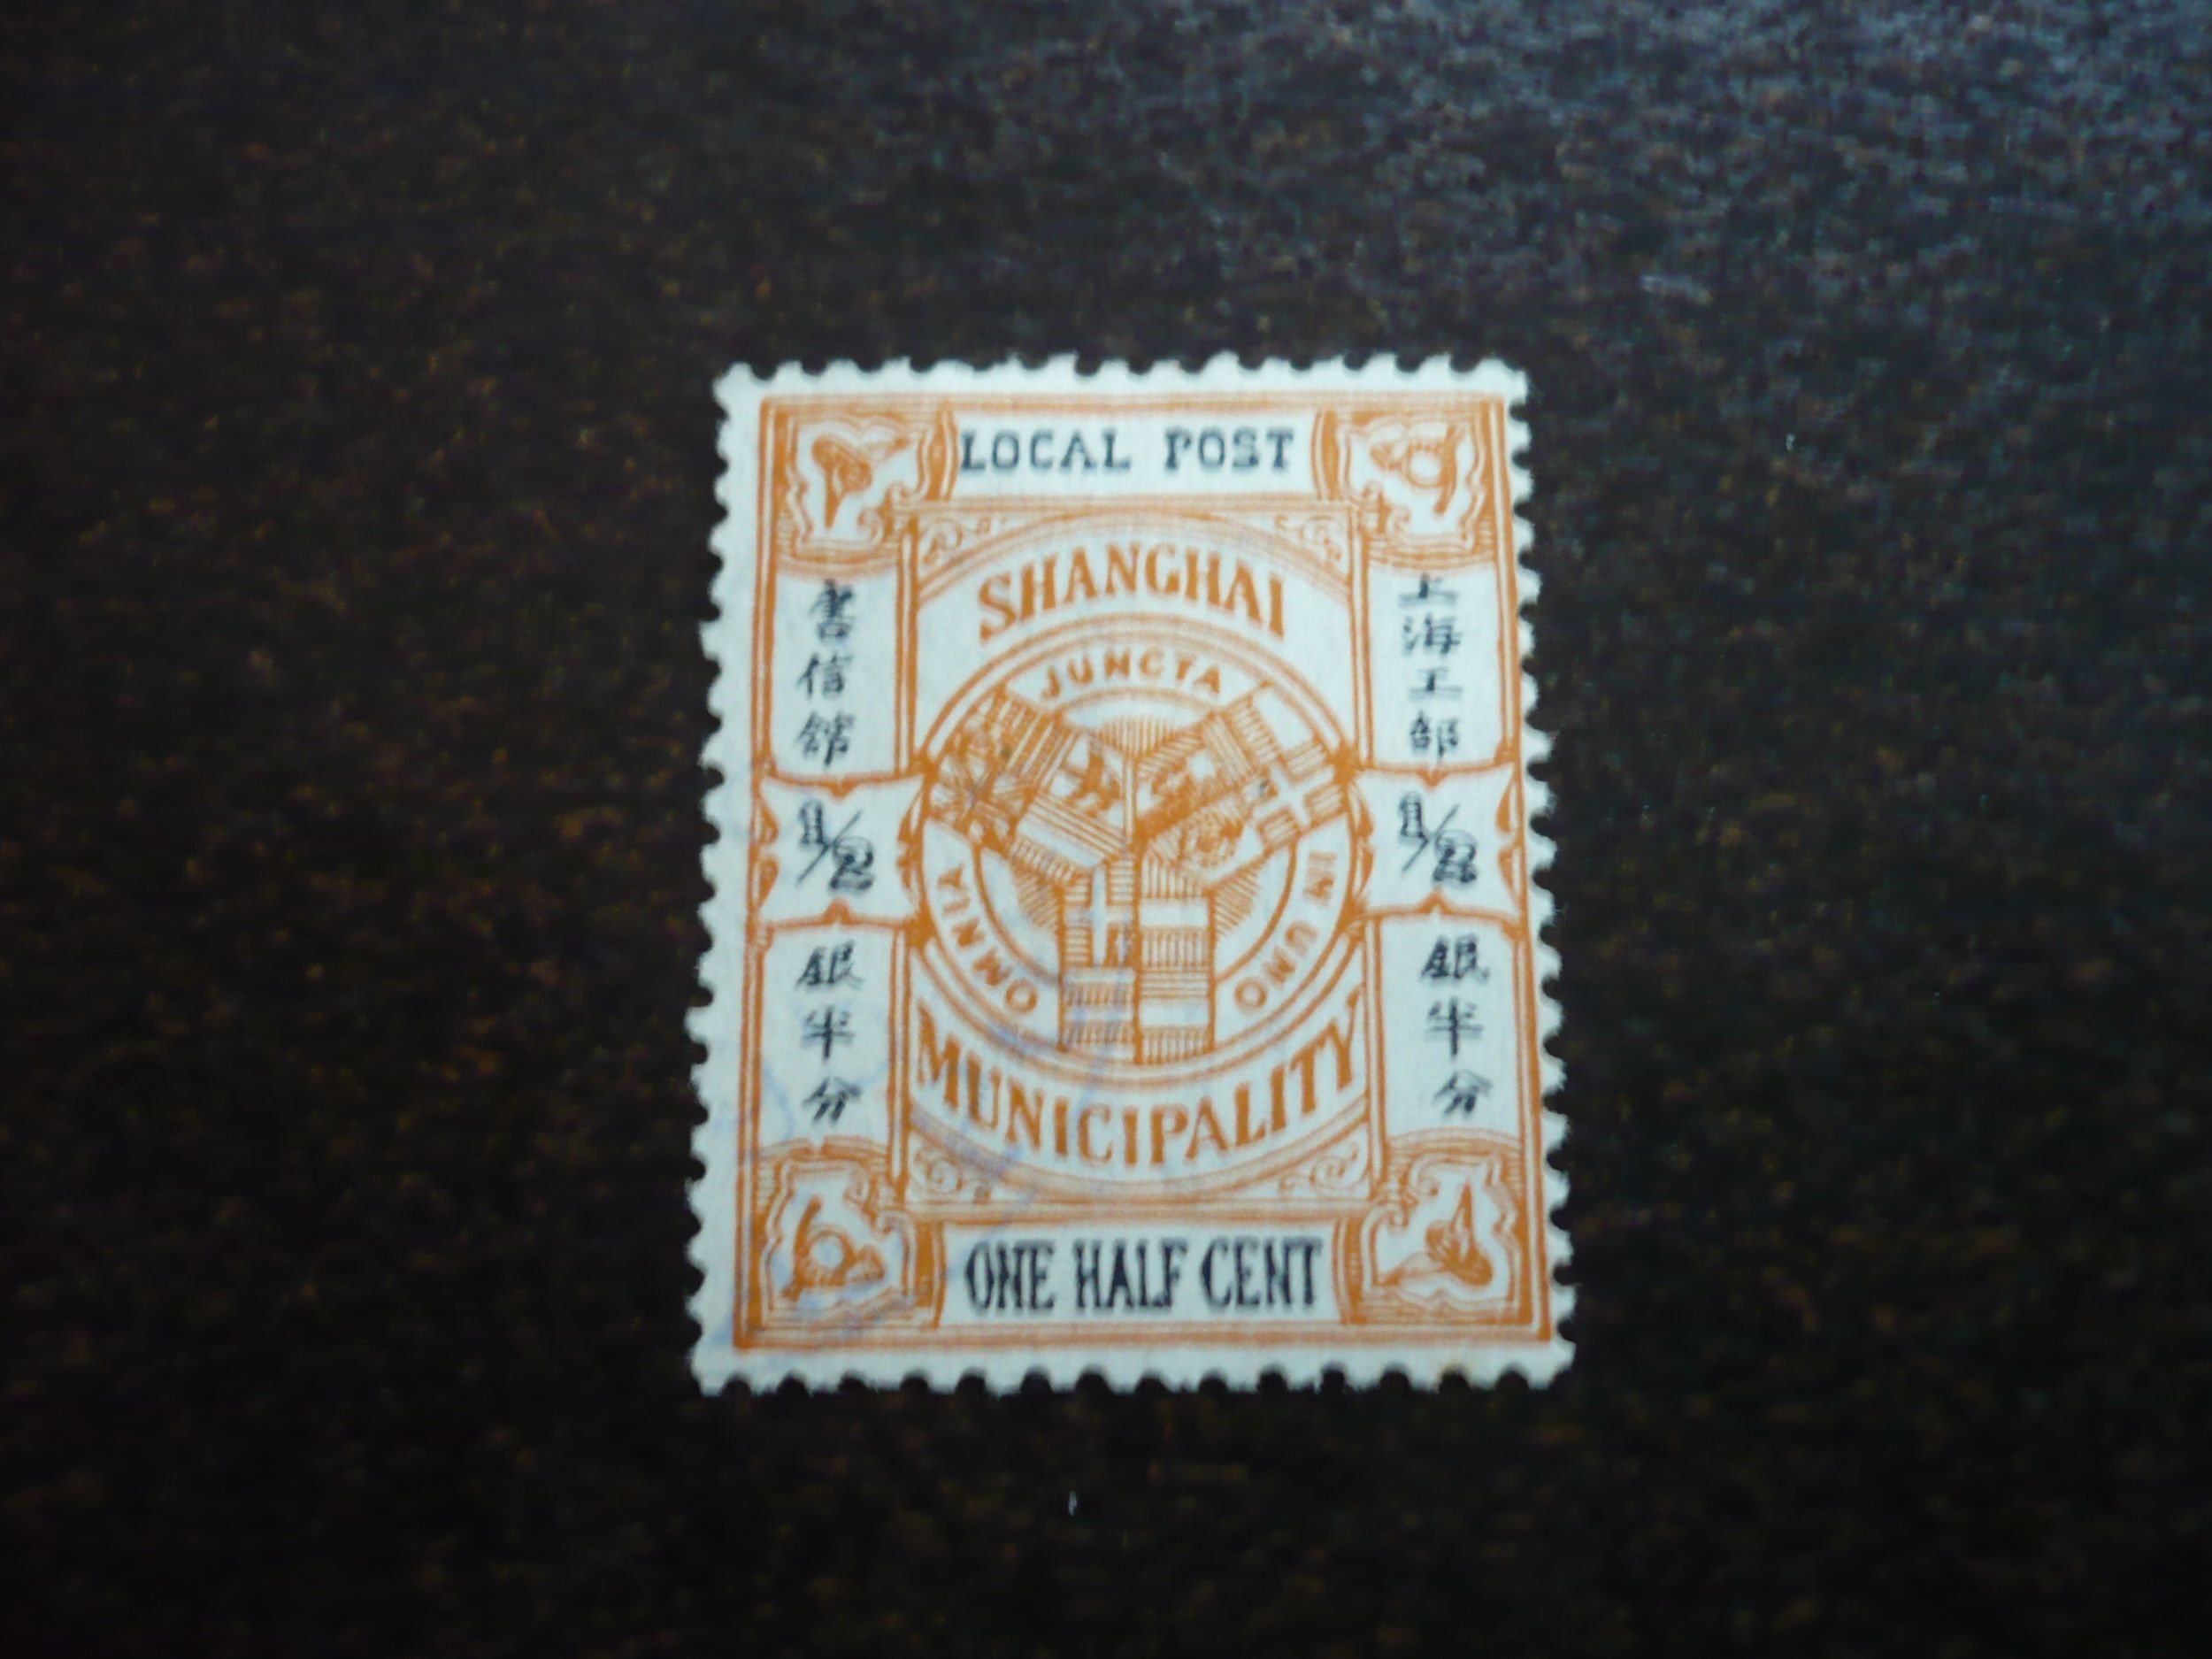 LOCAL POST
SHANGHAI
JUNCTA IN UNO OMNIA
MUNICIPALITY
上海工部
書信館
1/2
1/2
銀半分
銀半分
ONE HALF CENT